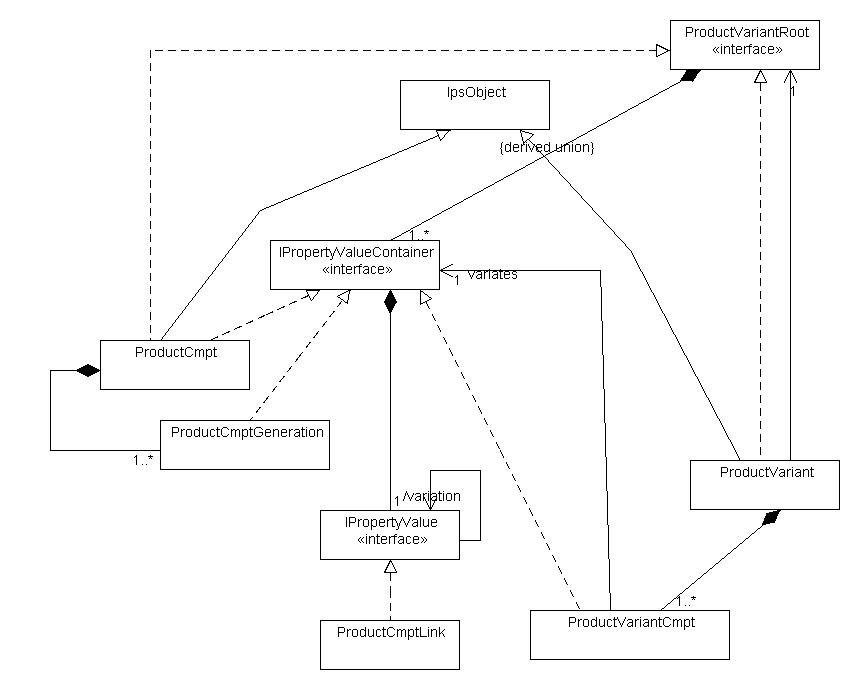 ProductVariantRoot
«interface»
IpsObject
1
{derived union}
1..*
IPropertyValueContainer
«interface»
1 variates
ProductCmpt
ProductCmptGeneration
1..*
ProductVariant
1 /variation
IPropertyValue
«interface»
1..*
ProductCmptLink
ProductVariantCmpt